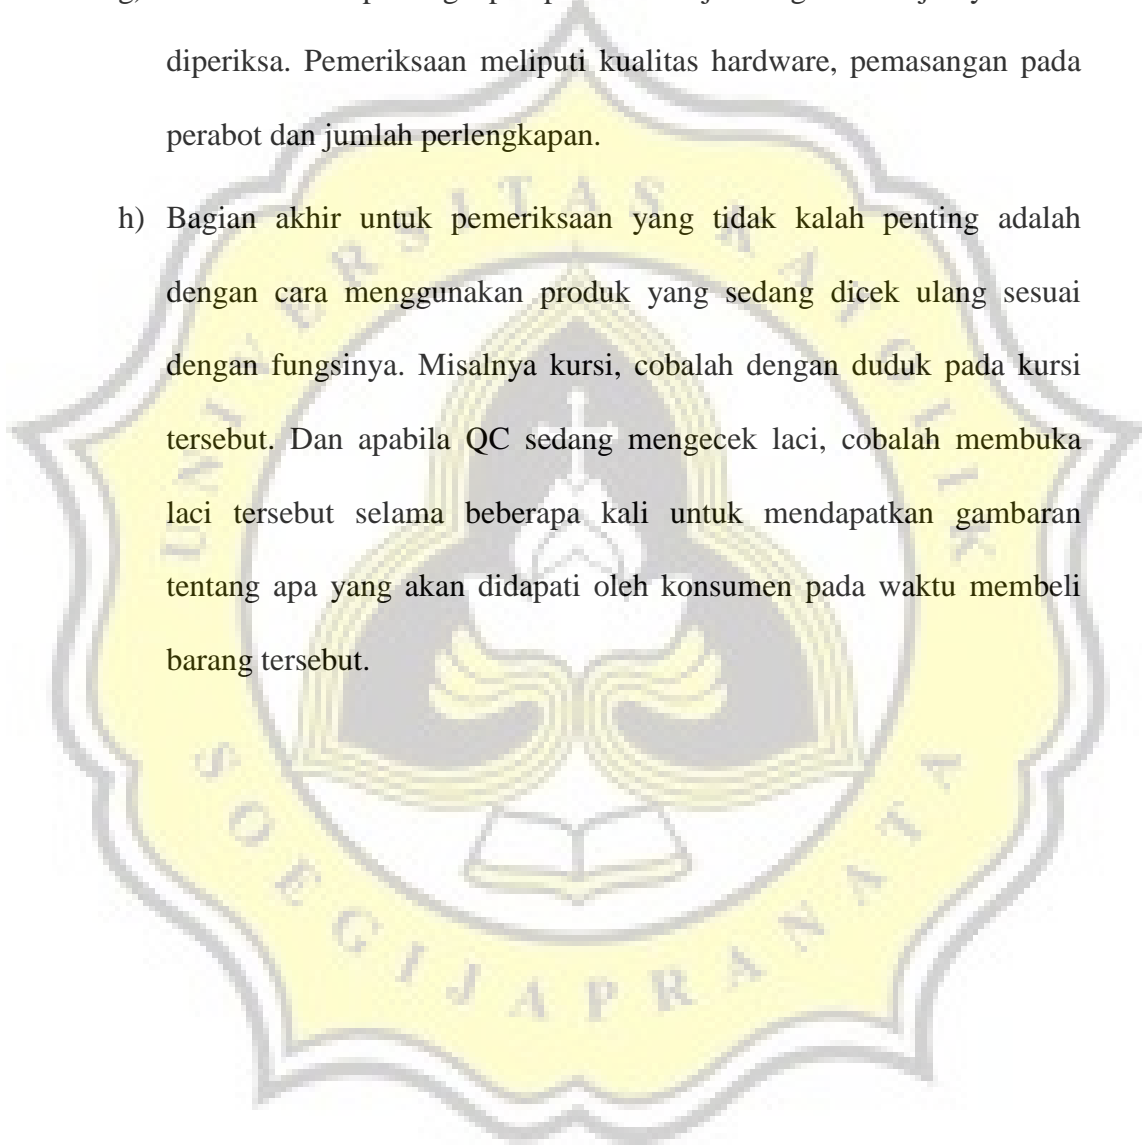 diperiksa. Pemeriksaan meliputi kualitas hardware, pemasangan pada
perabot dan jumlah perlengkapan.
h) Bagian akhir untuk pemeriksaan yang tidak kalah penting adalah
dengan cara menggunakan produk yang sedang dicek ulang sesuai
dengan fungsinya. Misalnya kursi, cobalah dengan duduk pada kursi
tersebut. Dan apabila QC sedang mengecek laci, cobalah membuka
laci tersebut selama beberapa kali untuk mendapatkan gambaran
tentang apa yang akan didapati oleh konsumen pada waktu membeli
barang tersebut.
UNIVERSITAS KATOLIK
SOEGIJAPRANATA